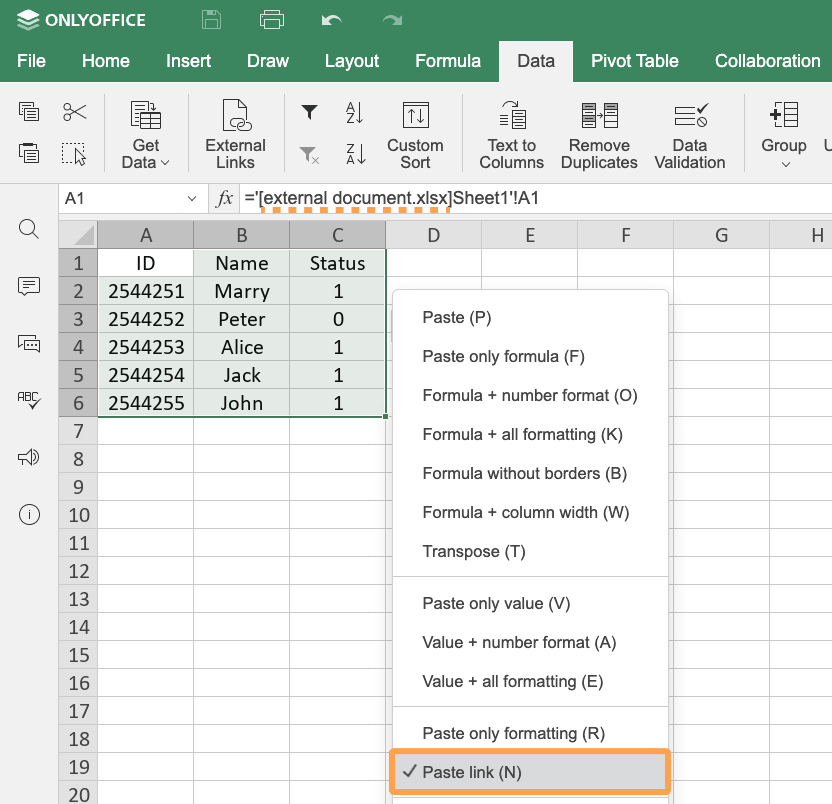 ONLYOFFICE
File Home Insert Draw Layout Formula Data Pivot Table Collaboration
Get Data External Links Custom Sort Text to Columns Remove Duplicates Data Validation Group
A1 fx ='[external document.xlsx]Sheet1'!A1
A B C D E F G H
1 ID Name Status
2 2544251 Marry 1
3 2544252 Peter 0
4 2544253 Alice 1
5 2544254 Jack 1
6 2544255 John 1
7
8
9
10
11
12
13
14
15
16
17
18
19
20
Paste (P)
Paste only formula (F)
Formula + number format (O)
Formula + all formatting (K)
Formula without borders (B)
Formula + column width (W)
Transpose (T)
Paste only value (V)
Value + number format (A)
Value + all formatting (E)
Paste only formatting (R)
Paste link (N)
ABC